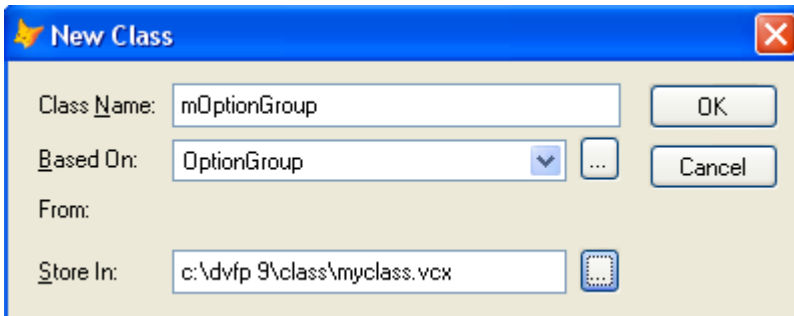 New Class
Class Name: mOptionGroup OK
Based On: OptionGroup ... Cancel
From:
Store In: c:\dvfp 9\class\myclass.vcx ...